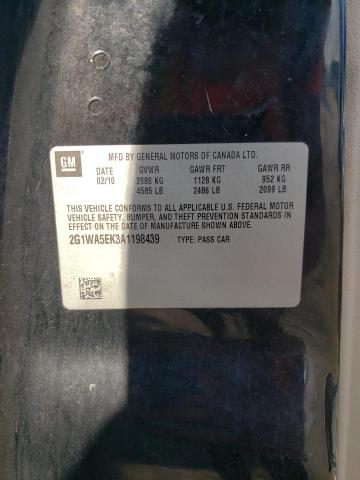 GM
MFD BY GENERAL MOTORS OF CANADA LTD.
DATE GVWR GAWR FRT GAWR RR
02/10 2080 KG 1128 KG 952 KG
4585 LB 2486 LB 2099 LB
THIS VEHICLE CONFORMS TO ALL APPLICABLE U.S. FEDERAL MOTOR
VEHICLE SAFETY, BUMPER, AND THEFT PREVENTION STANDARDS IN
EFFECT ON THE DATE OF MANUFACTURE SHOWN ABOVE.
2G1WA5EK3A1198439 TYPE: PASS CAR